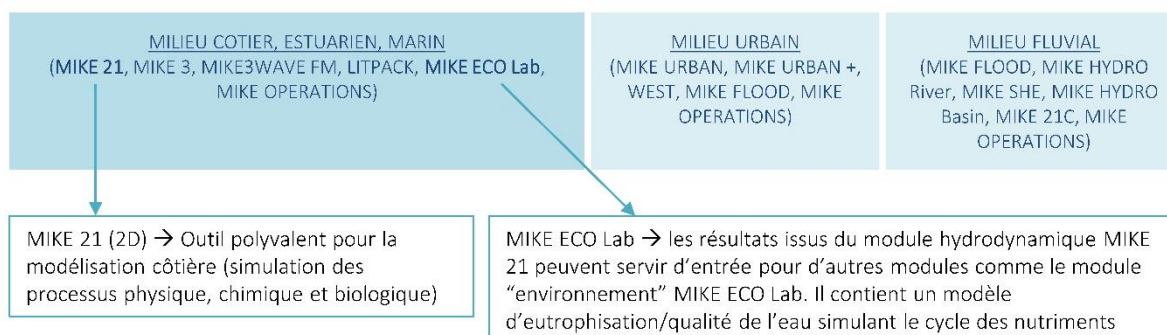 MILIEU COTIER, ESTUARIEN, MARIN
(MIKE 21, MIKE 3, MIKE3WAVE FM, LITPACK, MIKE ECO Lab,
MIKE OPERATIONS)
MILIEU URBAIN
(MIKE URBAN, MIKE URBAN +,
WEST, MIKE FLOOD, MIKE
OPERATIONS)
MILIEU FLUVIAL
(MIKE FLOOD, MIKE HYDRO
River, MIKE SHE, MIKE HYDRO
Basin, MIKE 21C, MIKE
OPERATIONS)
MIKE 21 (2D) → Outil polyvalent pour la
modélisation côtière (simulation des
processus physique, chimique et biologique)
MIKE ECO Lab → les résultats issus du module hydrodynamique MIKE
21 peuvent servir d’entrée pour d’autres modules comme le module
“environnement” MIKE ECO Lab. Il contient un modèle
d’eutrophisation/qualité de l’eau simulant le cycle des nutriments